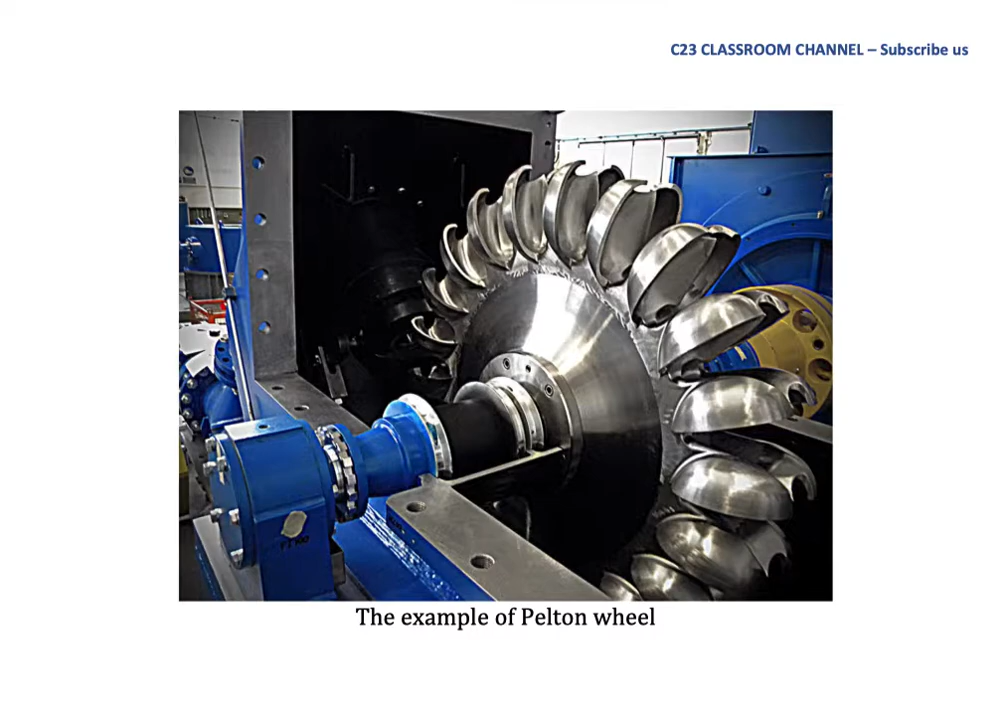 C23 CLASSROOM CHANNEL – Subscribe us
The example of Pelton wheel